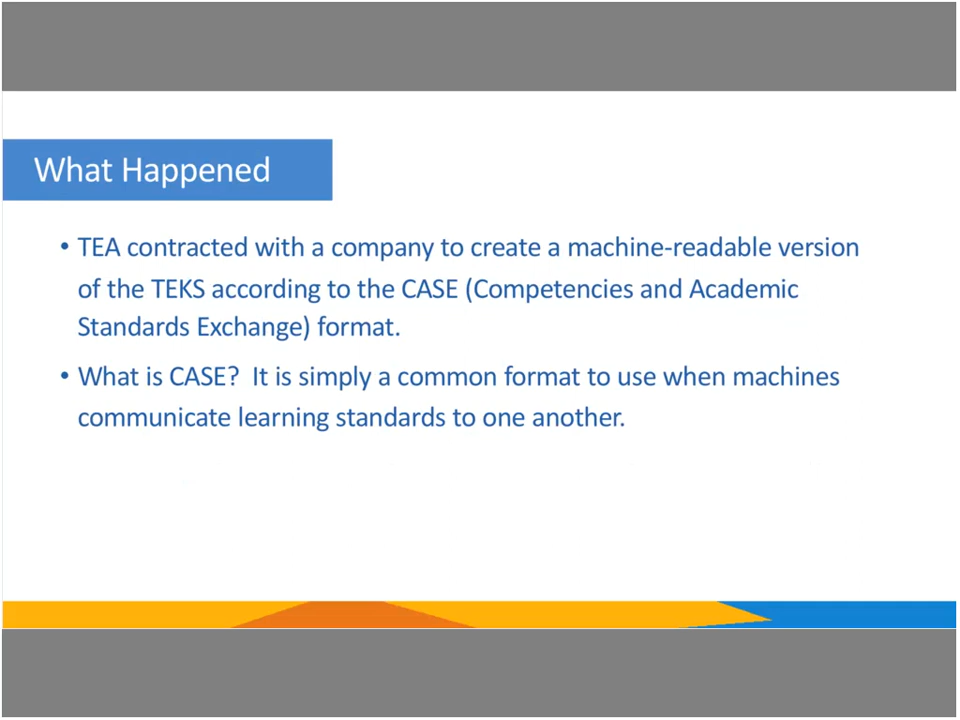 What Happened
• TEA contracted with a company to create a machine-readable version
of the TEKS according to the CASE (Competencies and Academic
Standards Exchange) format.
• What is CASE?  It is simply a common format to use when machines
communicate learning standards to one another.